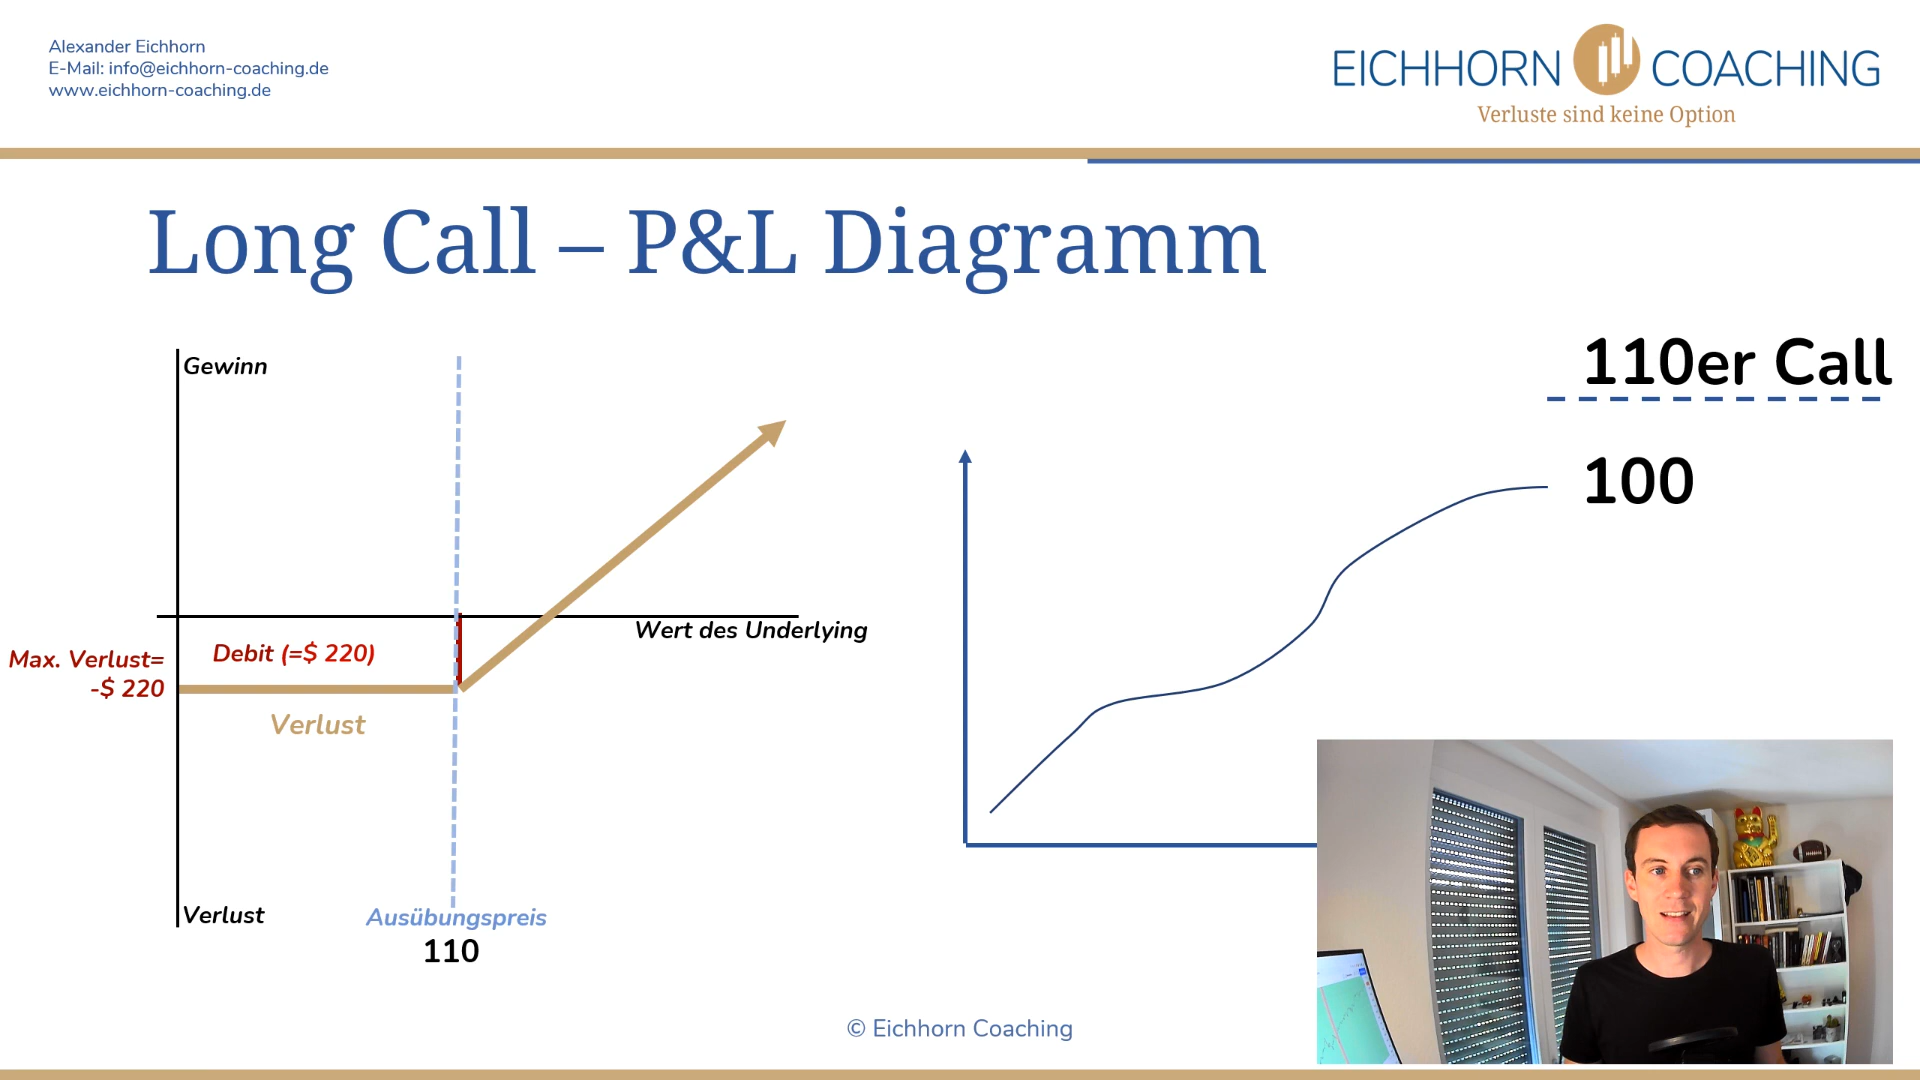 Alexander Eichhorn
E-Mail: info@eichhorn-coaching.de
www.eichhorn-coaching.de
EICHHORN COACHING
Verluste sind keine Option
Long Call – P&L Diagramm
Gewinn
110er Call
100
Wert des Underlying
Debit (=$ 220)
Max. Verlust=
-$ 220
Verlust
Verlust
Ausübungspreis
110
© Eichhorn Coaching